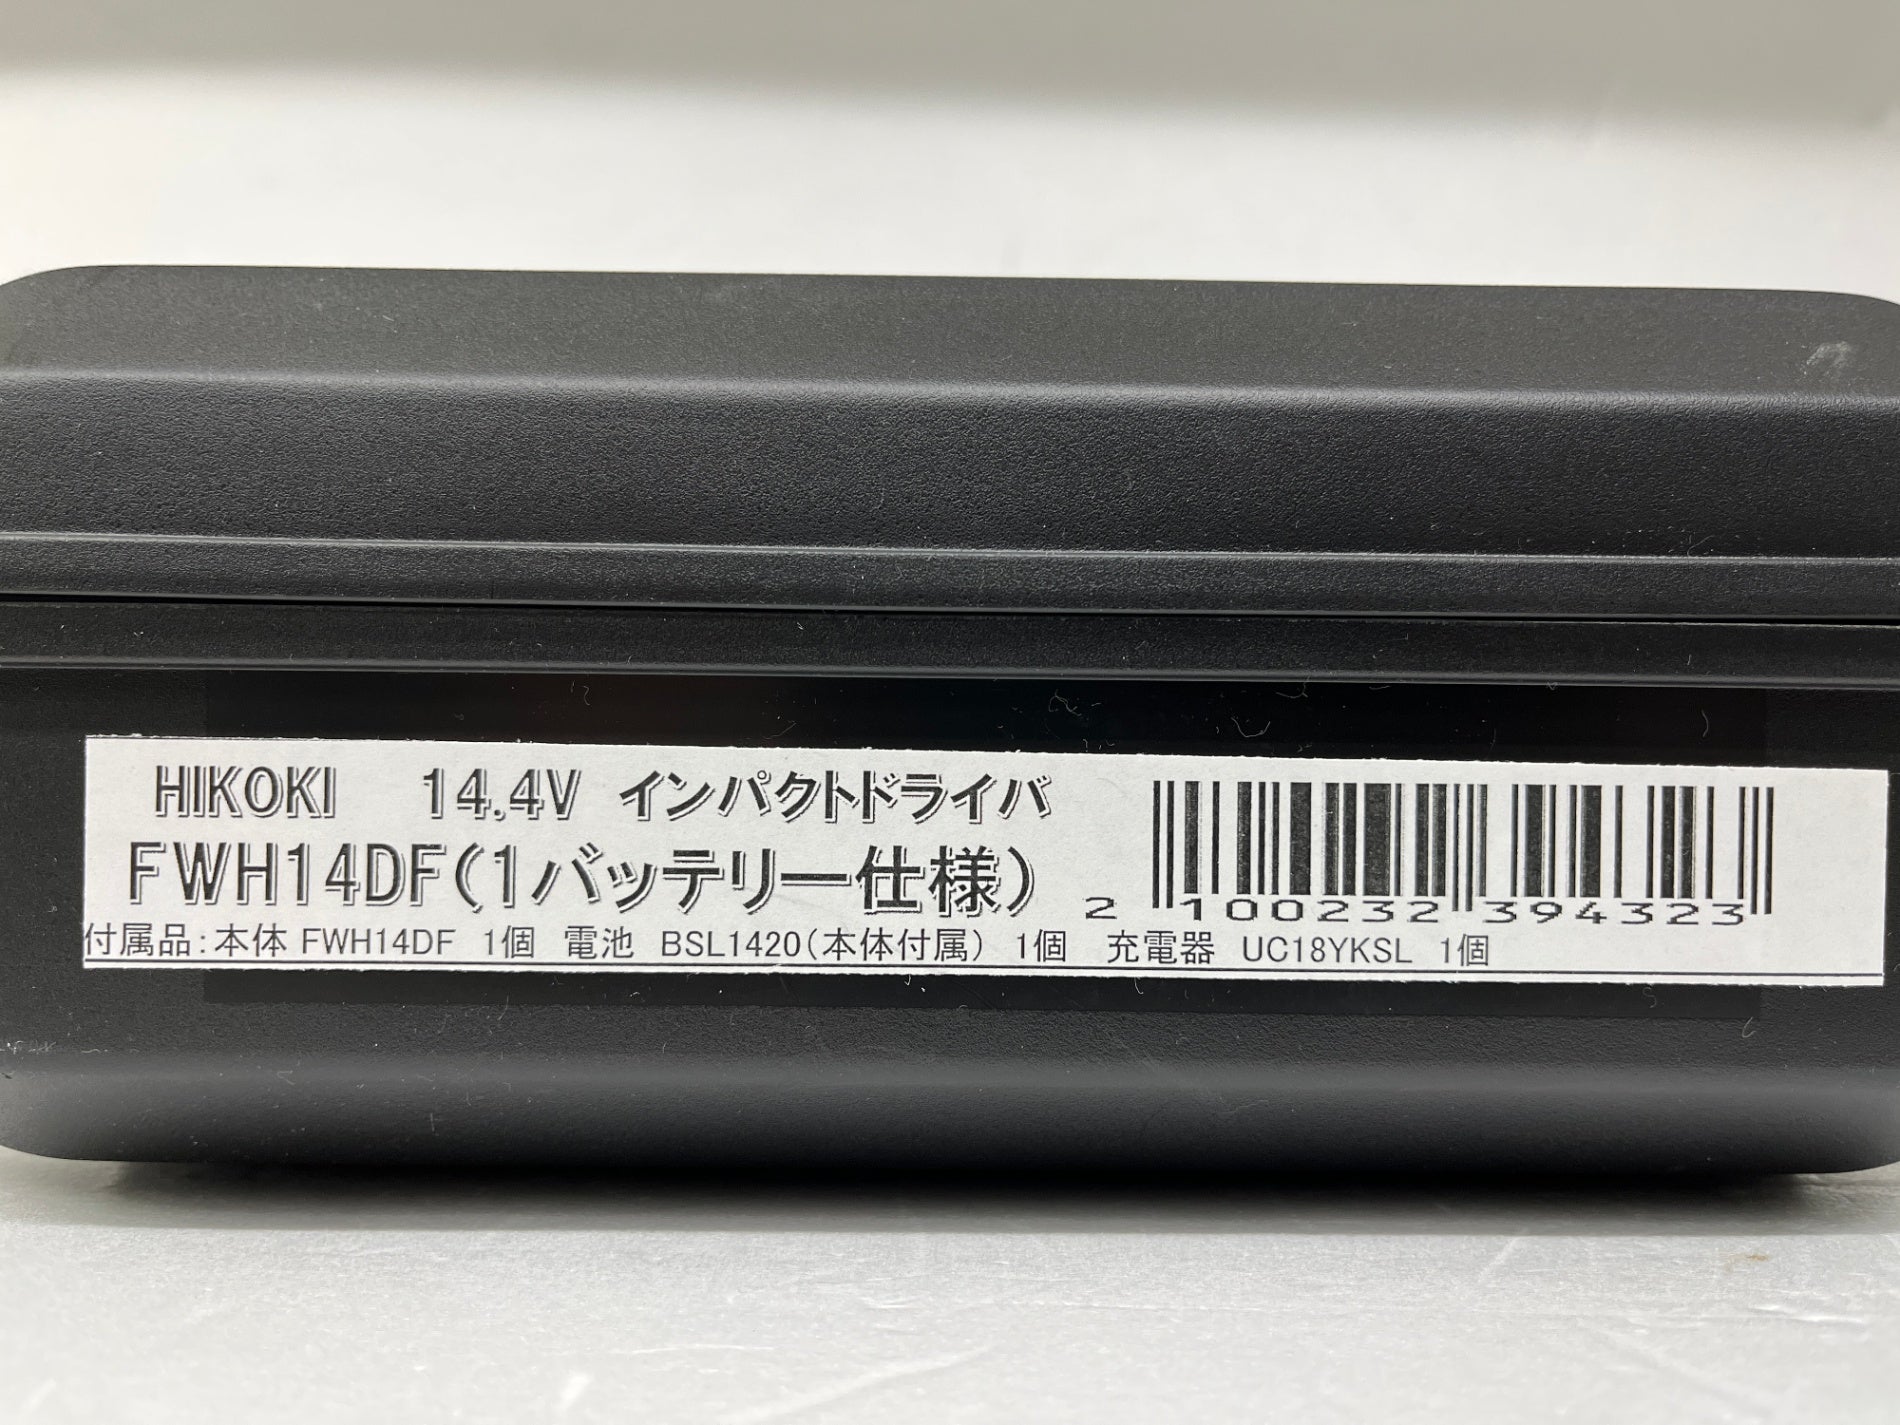 HIKOKI 14.4V インパクトドライバ
FWH14DF(1バッテリー仕様)
2 100232 394323
付属品:本体 FWH14DF 1個 電池 BSL1420(本体付属) 1個 充電器 UC18YKSL 1個